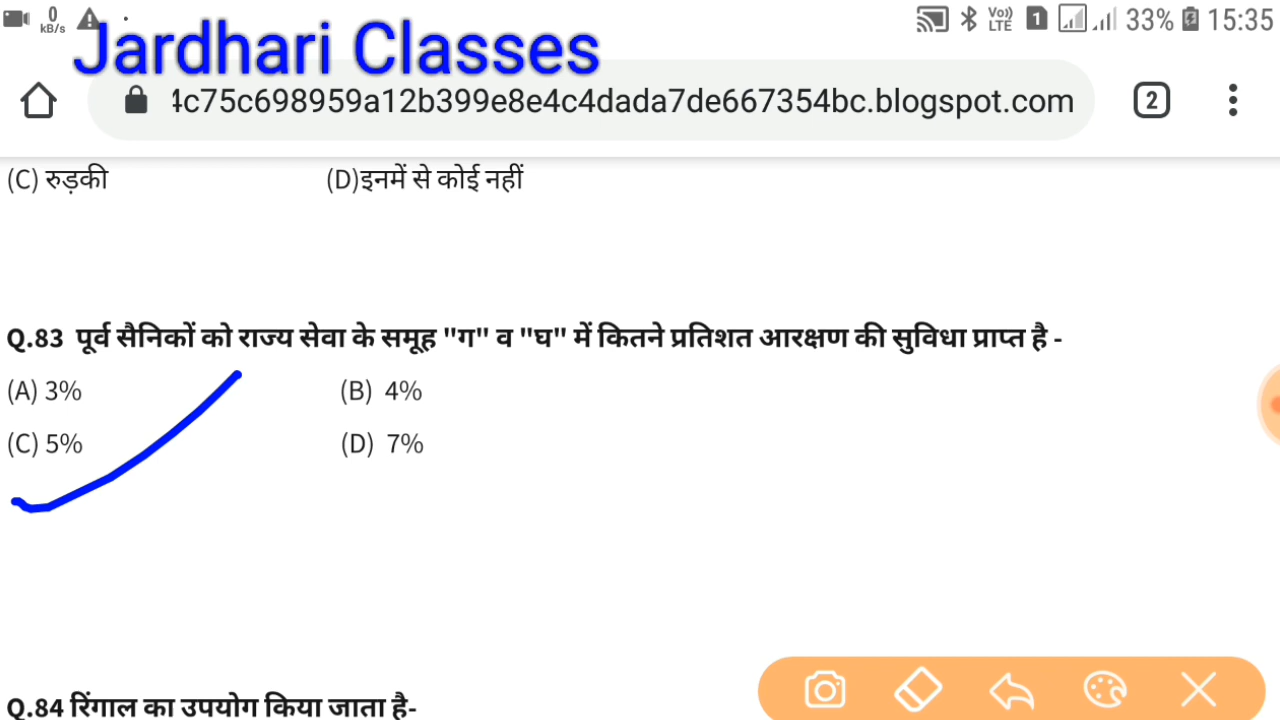 0
kB/s
Vo))
LTE
1
33%
15:35
Jardhari Classes
4c75c698959a12b399e8e4c4dada7de667354bc.blogspot.com
2
(C) रुड़की (D)इनमें से कोई नहीं
Q.83 पूर्व सैनिकों को राज्य सेवा के समूह "ग" व "घ" में कितने प्रतिशत आरक्षण की सुविधा प्राप्त है -
(A) 3% (B) 4%
(C) 5% (D) 7%
Q.84 रिंगाल का उपयोग किया जाता है-